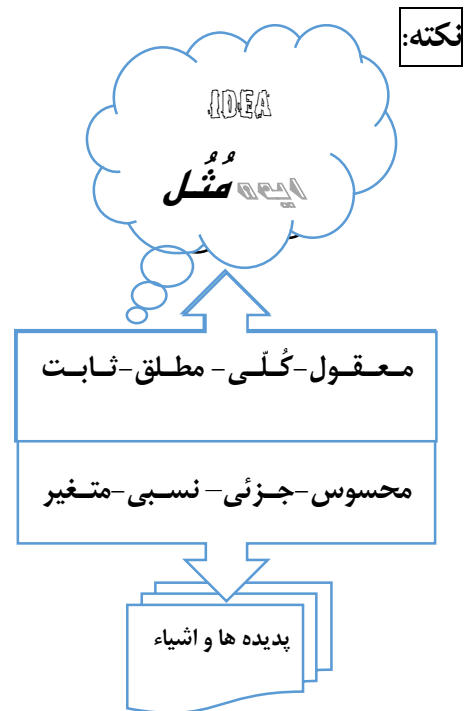 نکته:
IDEA
ایده مُثُل
معقول-کُلّی- مطلق-ثابت
محسوس-جزئی– نسبی-متغیر
پدیده ها و اشیاء